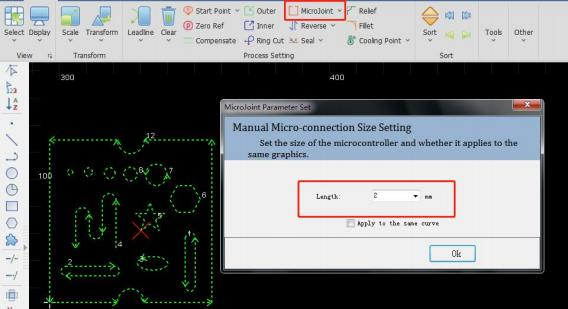 Start Point Outer MicroJoint Relief
Select Display Scale Transform Leadline Clear Zero Ref Inner Reverse Fillet Sort Tools Other
Compensate Ring Cut Seal Cooling Point
View Transform Process Setting Sort
300 400
MicroJoint Parameter Set
Manual Micro-connection Size Setting
Set the size of the microcontroller and whether it applies to the
same graphics.
Length: 2 mm
Apply to the same curve
Ok
12
100
8 7
6
5
4
1
3
2